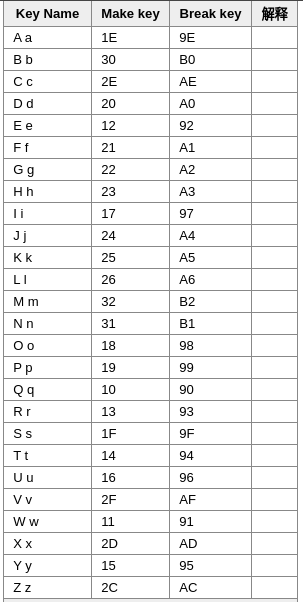 Key Name Make key Break key 解释
A a 1E 9E
B b 30 B0
C c 2E AE
D d 20 A0
E e 12 92
F f 21 A1
G g 22 A2
H h 23 A3
I i 17 97
J j 24 A4
K k 25 A5
L l 26 A6
M m 32 B2
N n 31 B1
O o 18 98
P p 19 99
Q q 10 90
R r 13 93
S s 1F 9F
T t 14 94
U u 16 96
V v 2F AF
W w 11 91
X x 2D AD
Y y 15 95
Z z 2C AC